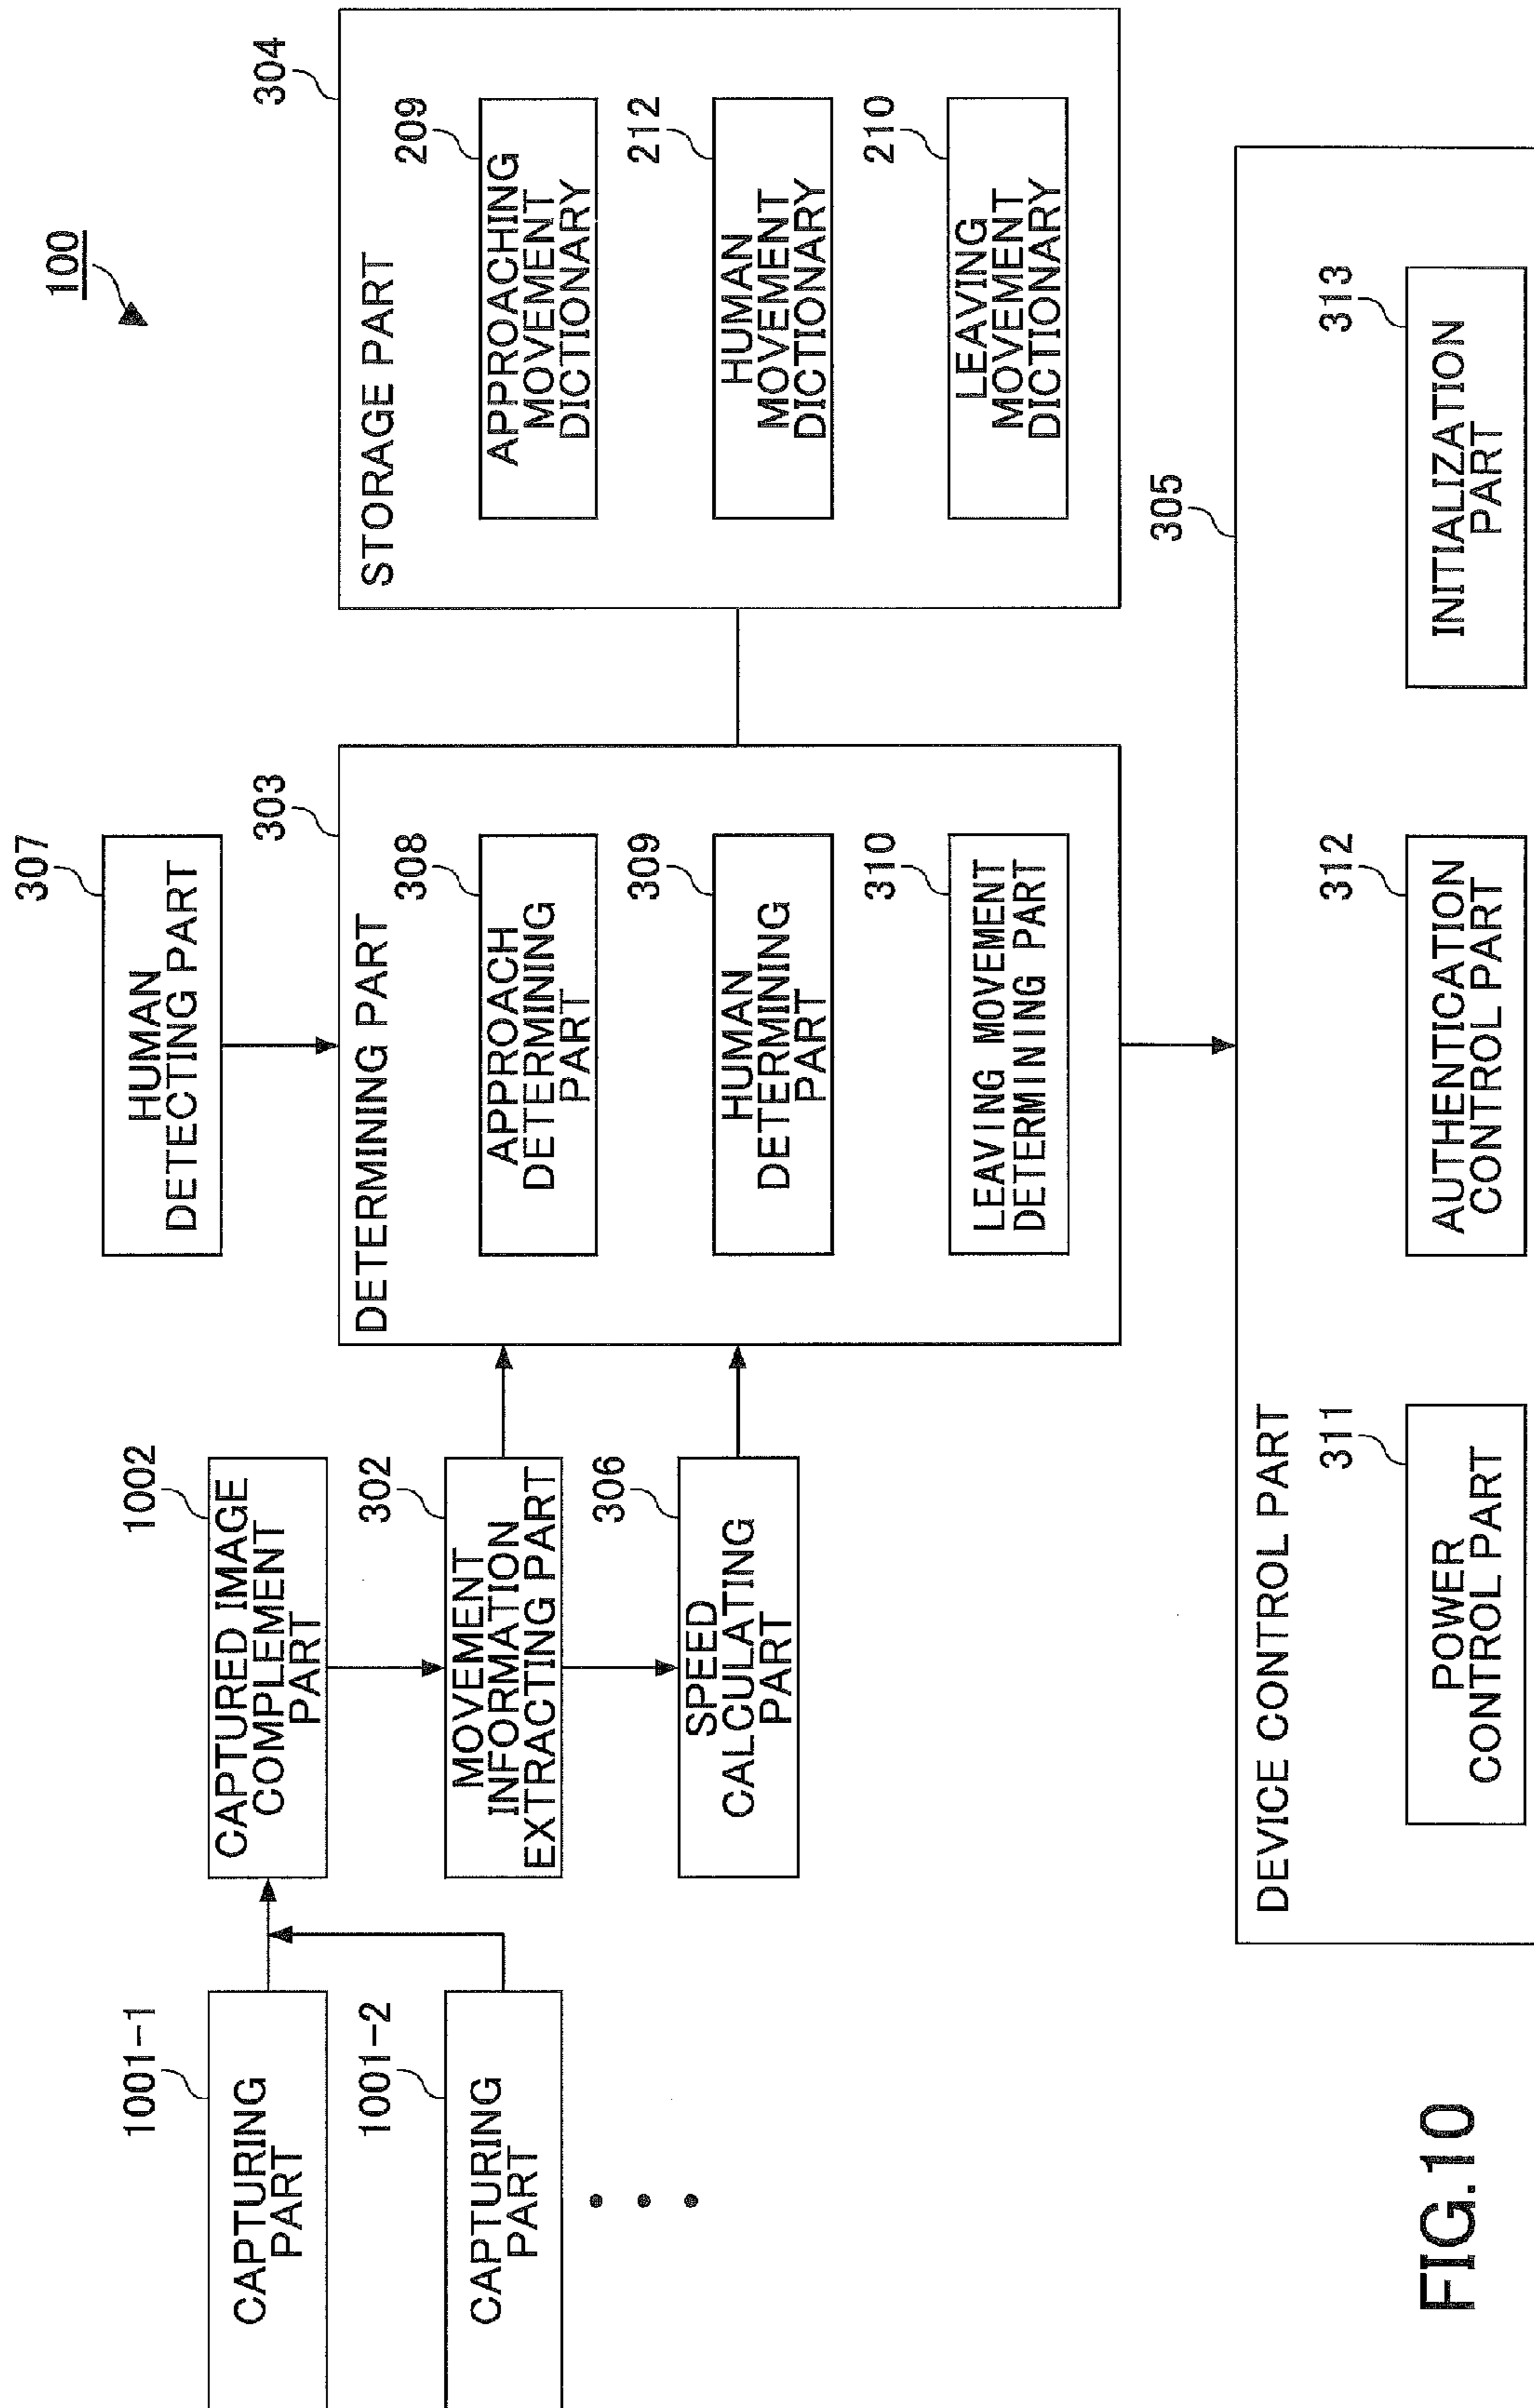 100
307
HUMAN
DETECTING PART
1001-1
CAPTURING
PART
1001-2
CAPTURING
PART
1002
CAPTURED IMAGE
COMPLEMENT
PART
302
MOVEMENT
INFORMATION
EXTRACTING PART
306
SPEED
CALCULATING
PART
303
DETERMINING PART
308
APPROACH
DETERMINING
PART
309
HUMAN
DETERMINING
PART
310
LEAVING MOVEMENT
DETERMINING PART
304
STORAGE PART
209
APPROACHING
MOVEMENT
DICTIONARY
212
HUMAN
MOVEMENT
DICTIONARY
210
LEAVING
MOVEMENT
DICTIONARY
305
DEVICE CONTROL PART
311
POWER
CONTROL PART
312
AUTHENTICATION
CONTROL PART
313
INITIALIZATION
PART
FIG.10